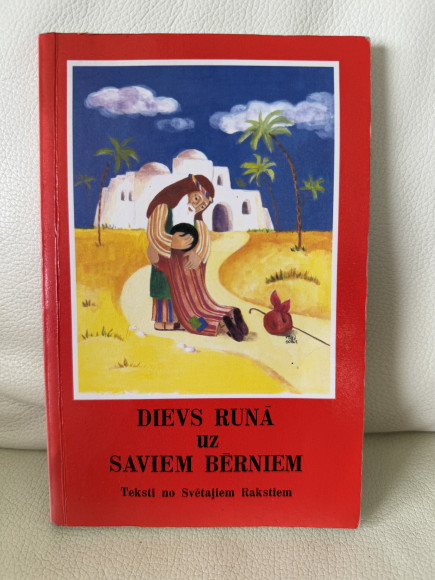 DIEVS RUNĀ
uz
SAVIEM BĒRNIEM
Teksti no Svētajiem Rakstiem